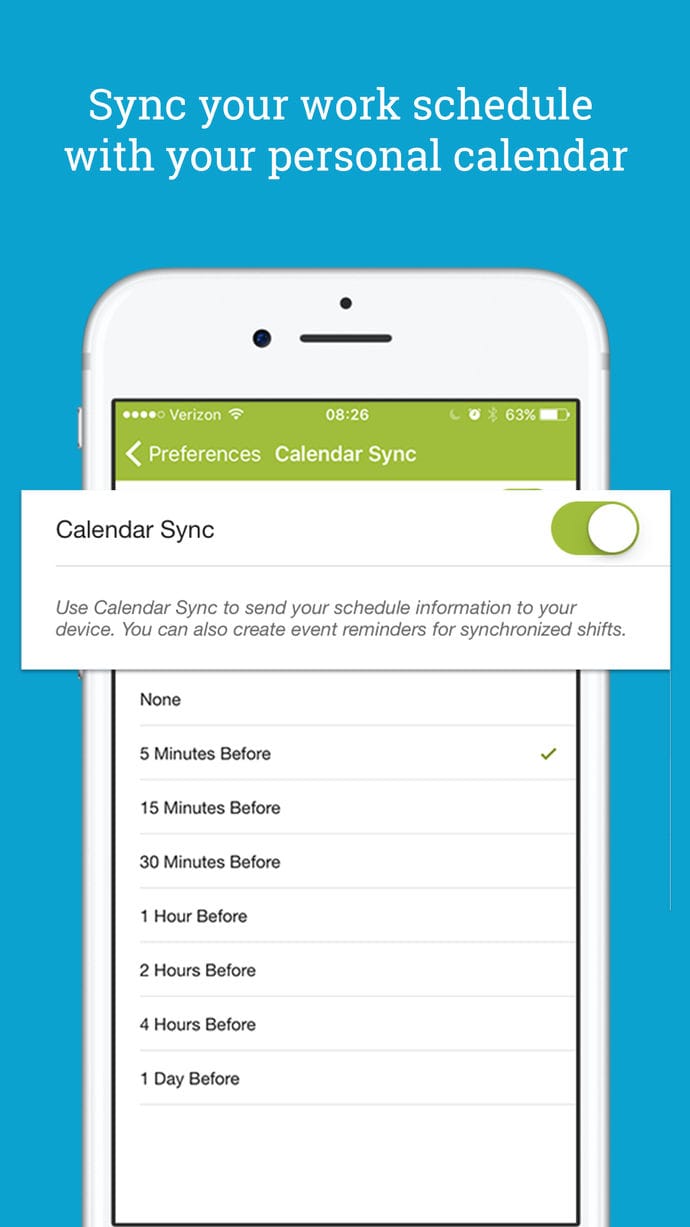 Sync your work schedule
with your personal calendar
Verizon 08:26 63%
Preferences Calendar Sync
Calendar Sync
Use Calendar Sync to send your schedule information to your
device. You can also create event reminders for synchronized shifts.
None
5 Minutes Before
15 Minutes Before
30 Minutes Before
1 Hour Before
2 Hours Before
4 Hours Before
1 Day Before